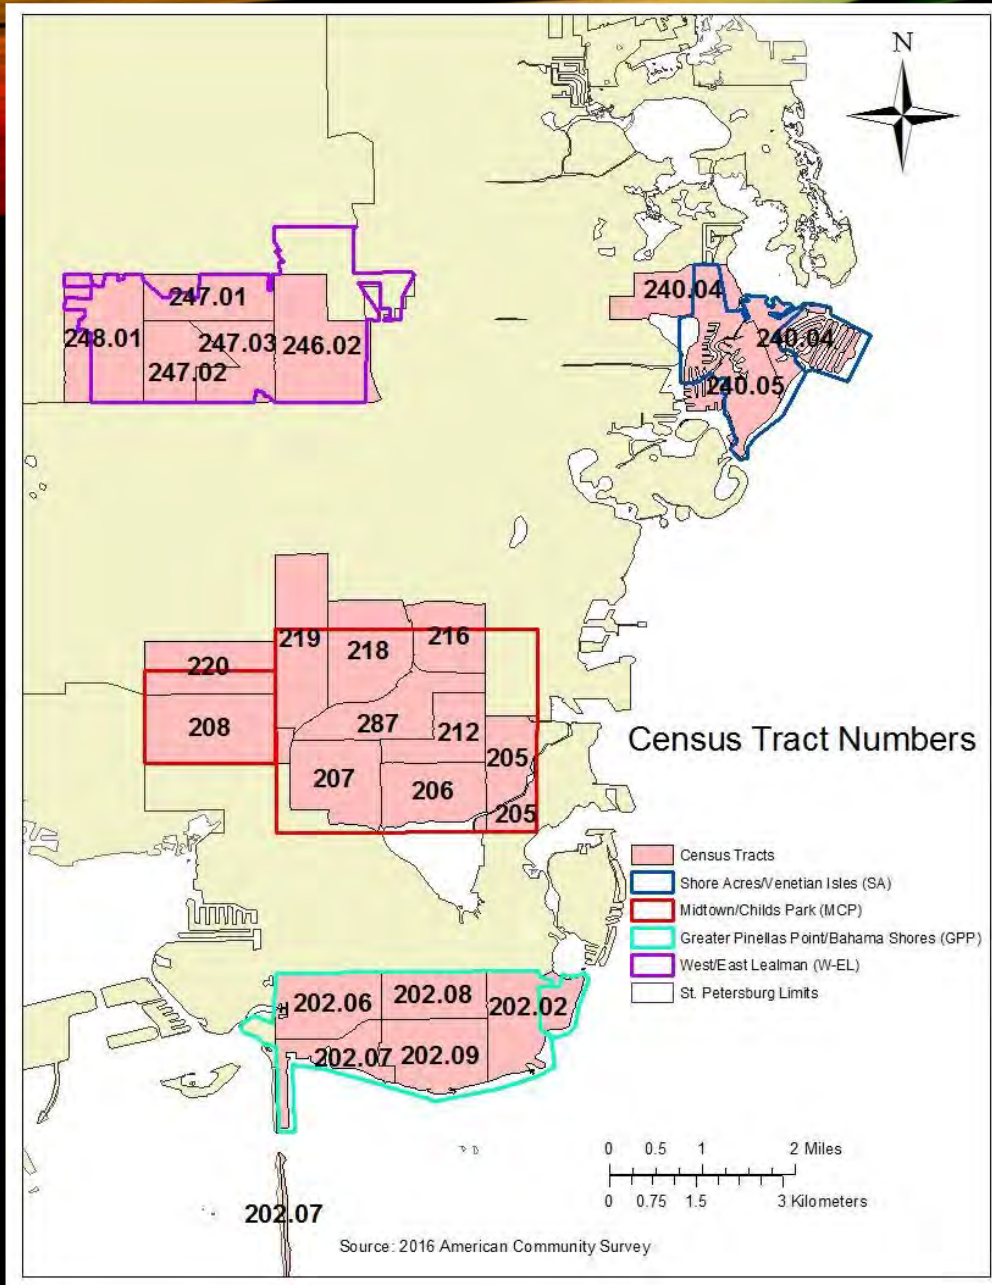 N
240.04
247.01
248.01
247.03
246.02
240.04
247.02
240.05
219
216
218
220
287
208
212
205
207
206
205
Census Tract Numbers
Census Tracts
Shore Acres/Venetian Isles (SA)
Midtown/Childs Park (MCP)
Greater Pinellas Point/Bahama Shores (GPP)
West/East Lealman (W-EL)
St. Petersburg Limits
202.06
202.08
202.02
202.07
202.09
0 0.5 1 2 Miles
0 0.75 1.5 3 Kilometers
202.07
Source: 2016 American Community Survey